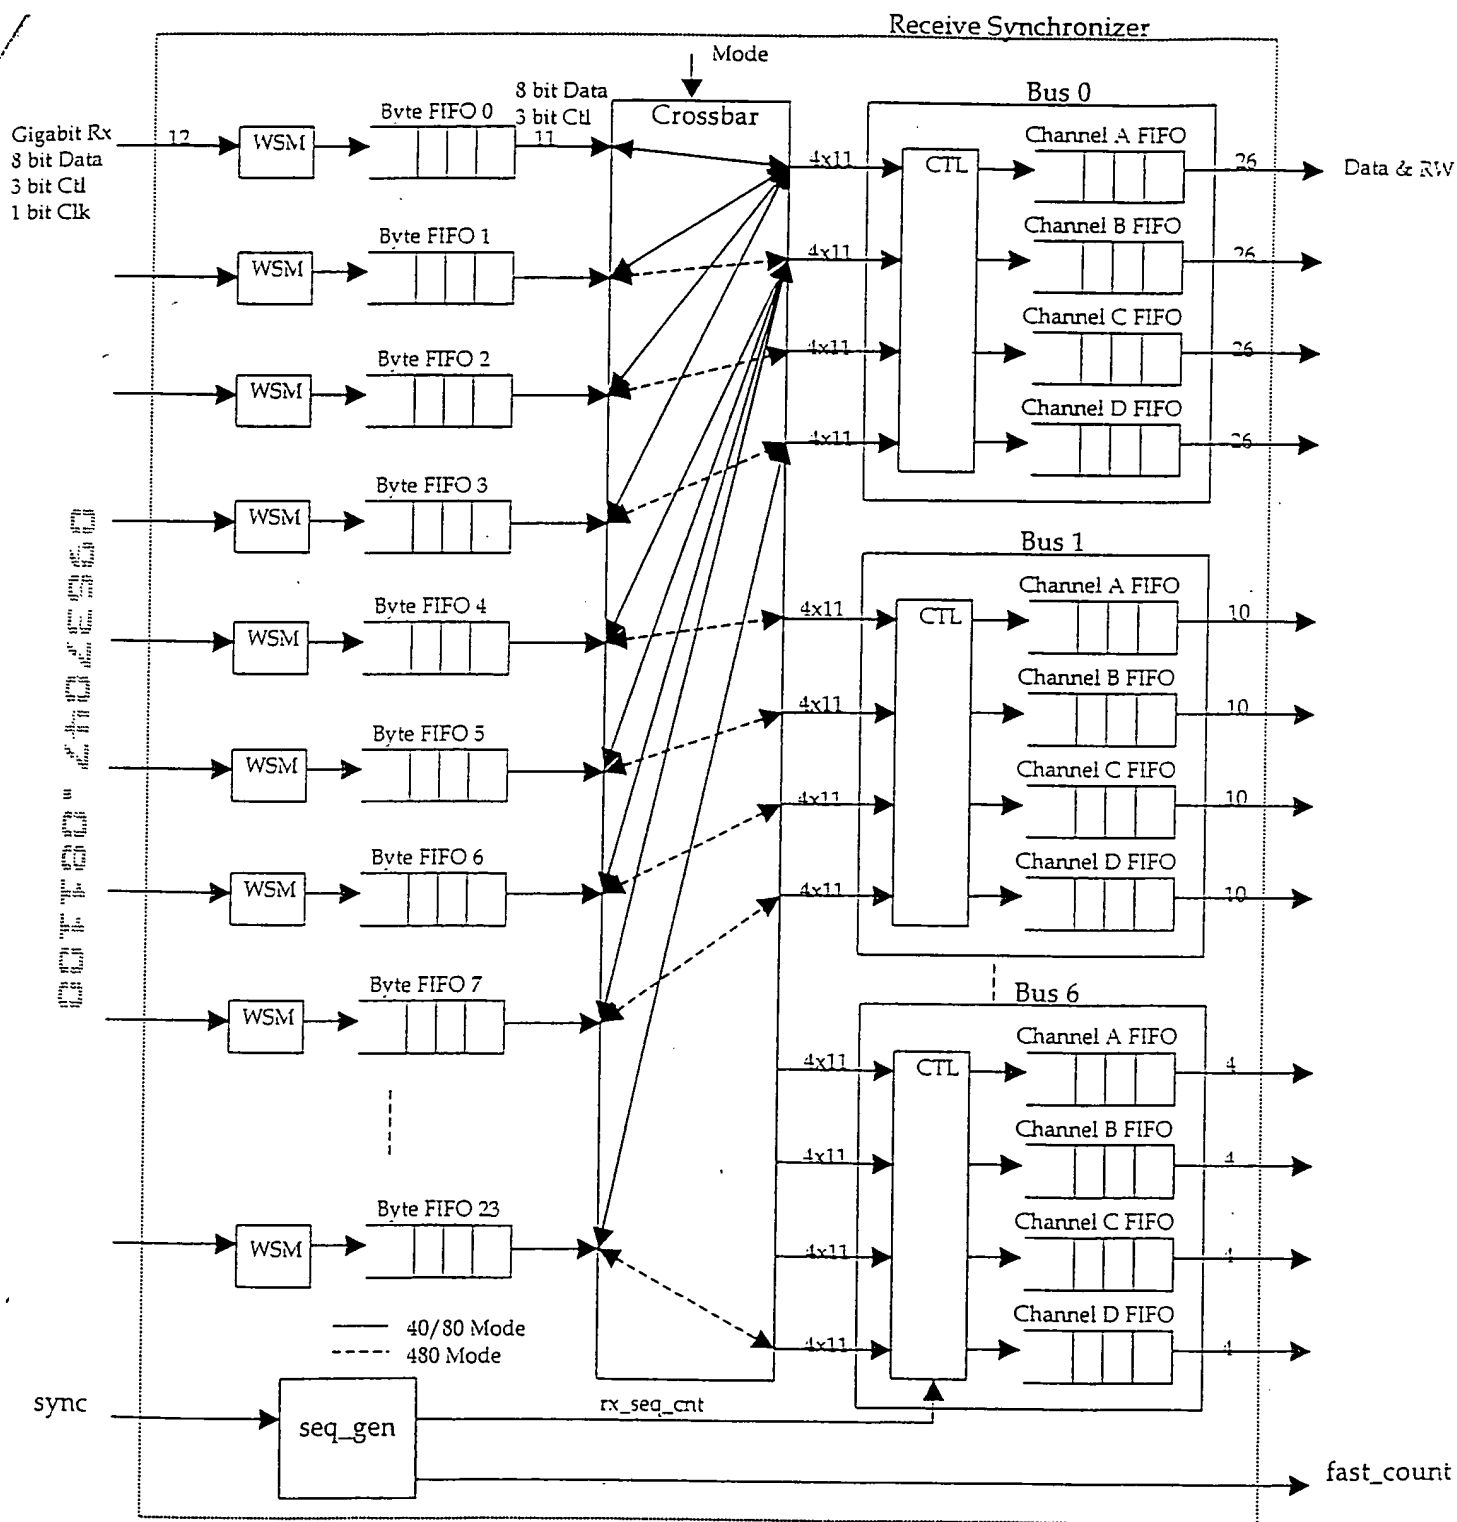 Receive Synchronizer
Mode
Gigabit Rx
8 bit Data
3 bit Ctl
1 bit Clk
12
WSM
Byte FIFO 0
8 bit Data
3 bit Ctl
11
Crossbar
4x11
Bus 0
CTL
Channel A FIFO
26
Data & RW
WSM
Byte FIFO 1
4x11
Channel B FIFO
26
WSM
Byte FIFO 2
4x11
Channel C FIFO
26
4x11
Channel D FIFO
26
WSM
Byte FIFO 3
Bus 1
WSM
Byte FIFO 4
4x11
CTL
Channel A FIFO
10
4x11
Channel B FIFO
10
WSM
Byte FIFO 5
4x11
Channel C FIFO
10
WSM
Byte FIFO 6
4x11
Channel D FIFO
10
WSM
Byte FIFO 7
Bus 6
4x11
CTL
Channel A FIFO
4
4x11
Channel B FIFO
4
WSM
Byte FIFO 23
4x11
Channel C FIFO
4
4x11
Channel D FIFO
4
40/80 Mode
480 Mode
sync
seq_gen
rx_seq_cnt
fast_count